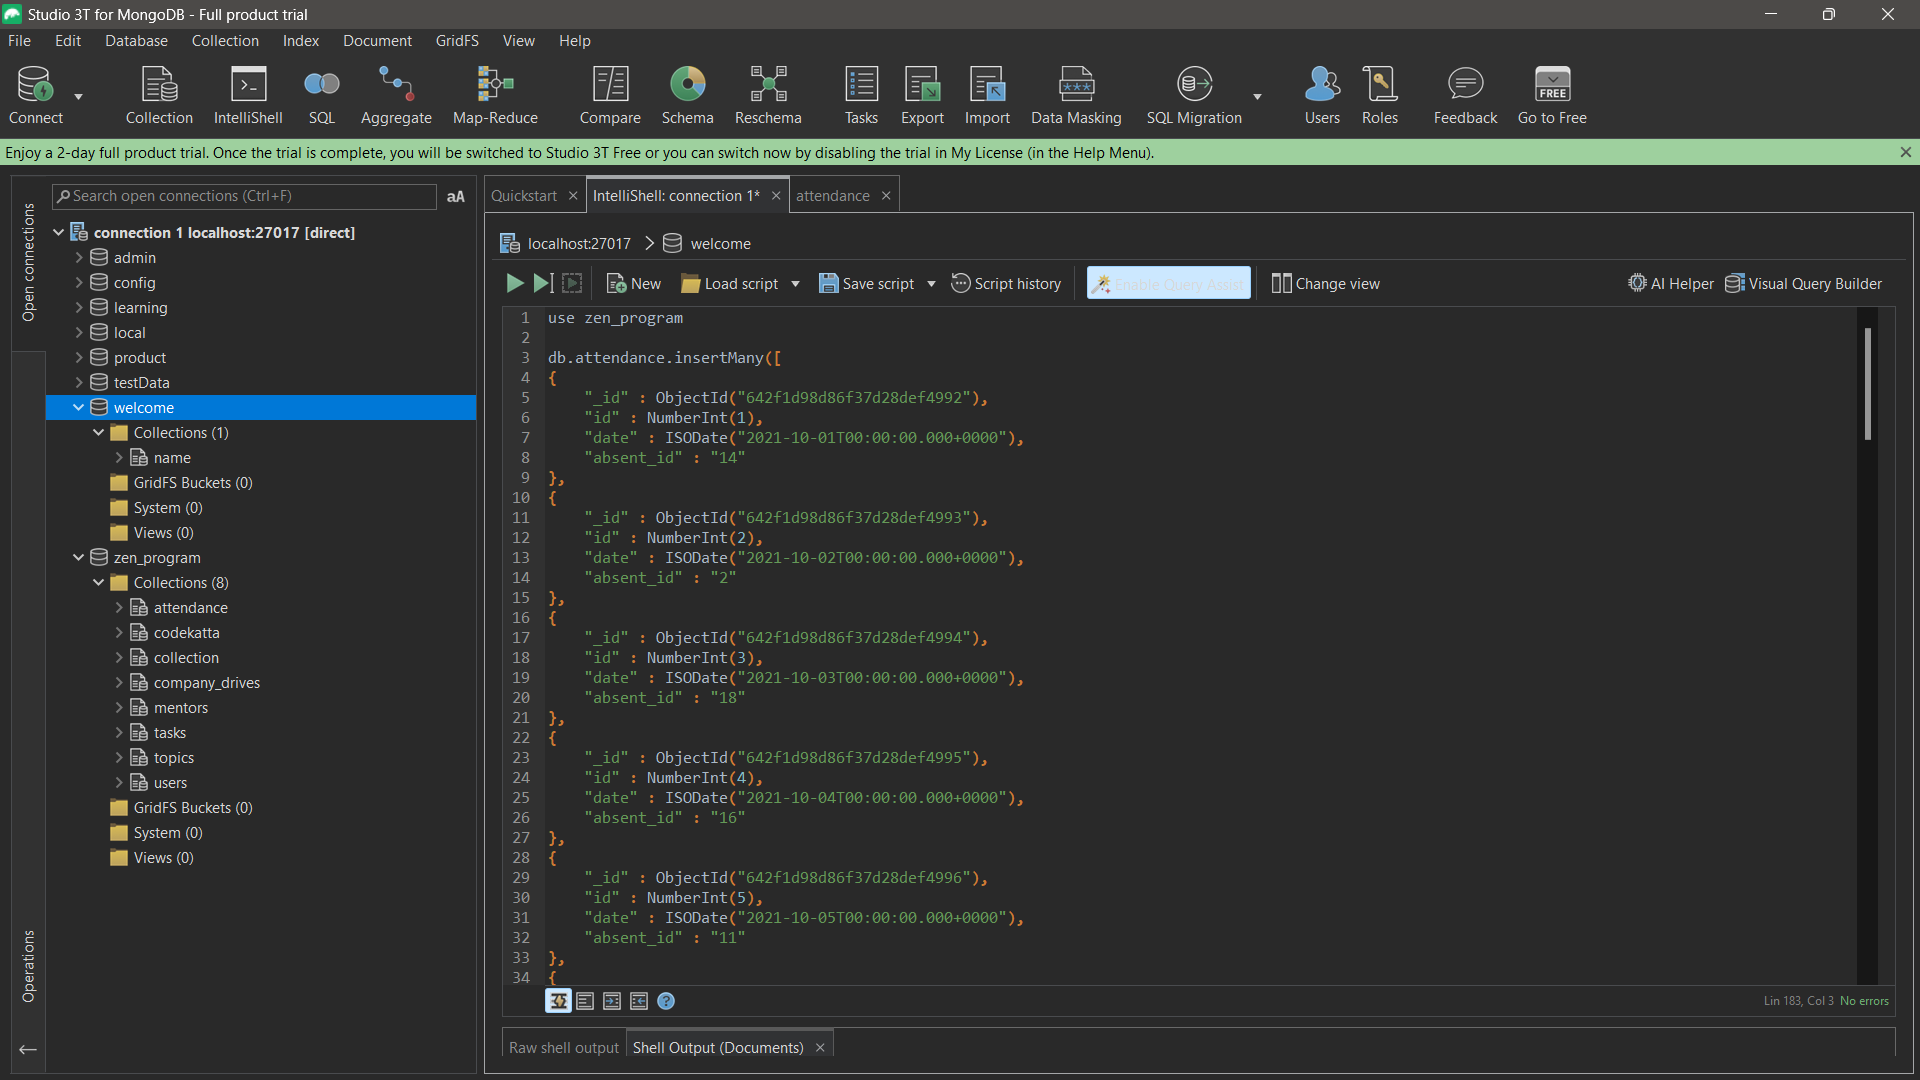 Studio 3T for MongoDB - Full product trial
File Edit Database Collection Index Document GridFS View Help
Connect Collection IntelliShell SQL Aggregate Map-Reduce Compare Schema Reschema Tasks Export Import Data Masking SQL Migration Users Roles Feedback FREE Go to Free
Enjoy a 2-day full product trial. Once the trial is complete, you will be switched to Studio 3T Free or you can switch now by disabling the trial in My License (in the Help Menu).
Open connections
Operations
Search open connections (Ctrl+F) aA
connection 1 localhost:27017 [direct]
admin
config
learning
local
product
testData
welcome
Collections (1)
name
GridFS Buckets (0)
System (0)
Views (0)
zen_program
Collections (8)
attendance
codekatta
collection
company_drives
mentors
tasks
topics
users
GridFS Buckets (0)
System (0)
Views (0)
Quickstart IntelliShell: connection 1* attendance
localhost:27017 welcome
New Load script Save script Script history Enable Query Assist Change view AI Helper Visual Query Builder
1 use zen_program
2
3 db.attendance.insertMany([
4 {
5 "_id" : ObjectId("642f1d98d86f37d28def4992"),
6 "id" : NumberInt(1),
7 "date" : ISODate("2021-10-01T00:00:00.000+0000"),
8 "absent_id" : "14"
9 },
10 {
11 "_id" : ObjectId("642f1d98d86f37d28def4993"),
12 "id" : NumberInt(2),
13 "date" : ISODate("2021-10-02T00:00:00.000+0000"),
14 "absent_id" : "2"
15 },
16 {
17 "_id" : ObjectId("642f1d98d86f37d28def4994"),
18 "id" : NumberInt(3),
19 "date" : ISODate("2021-10-03T00:00:00.000+0000"),
20 "absent_id" : "18"
21 },
22 {
23 "_id" : ObjectId("642f1d98d86f37d28def4995"),
24 "id" : NumberInt(4),
25 "date" : ISODate("2021-10-04T00:00:00.000+0000"),
26 "absent_id" : "16"
27 },
28 {
29 "_id" : ObjectId("642f1d98d86f37d28def4996"),
30 "id" : NumberInt(5),
31 "date" : ISODate("2021-10-05T00:00:00.000+0000"),
32 "absent_id" : "11"
33 },
34 {
Lin 183, Col 3 No errors
Raw shell output Shell Output (Documents)